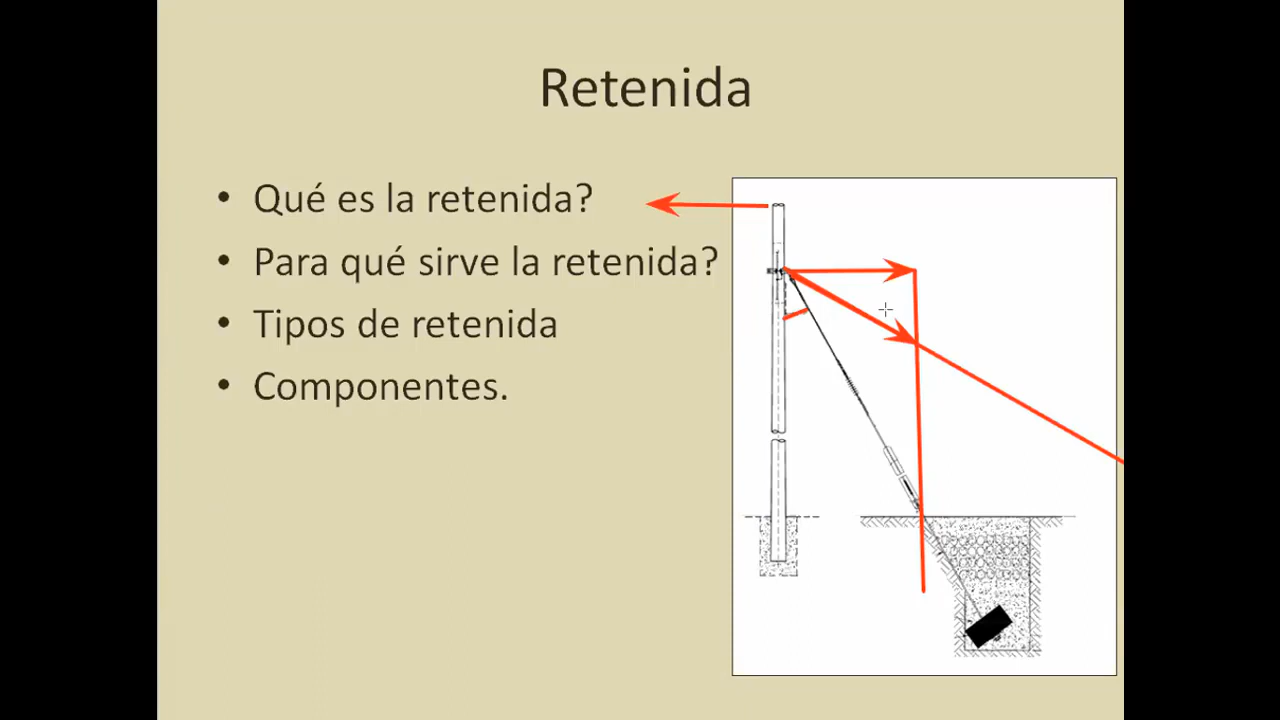 Retenida
• Qué es la retenida?
• Para qué sirve la retenida?
• Tipos de retenida
• Componentes.